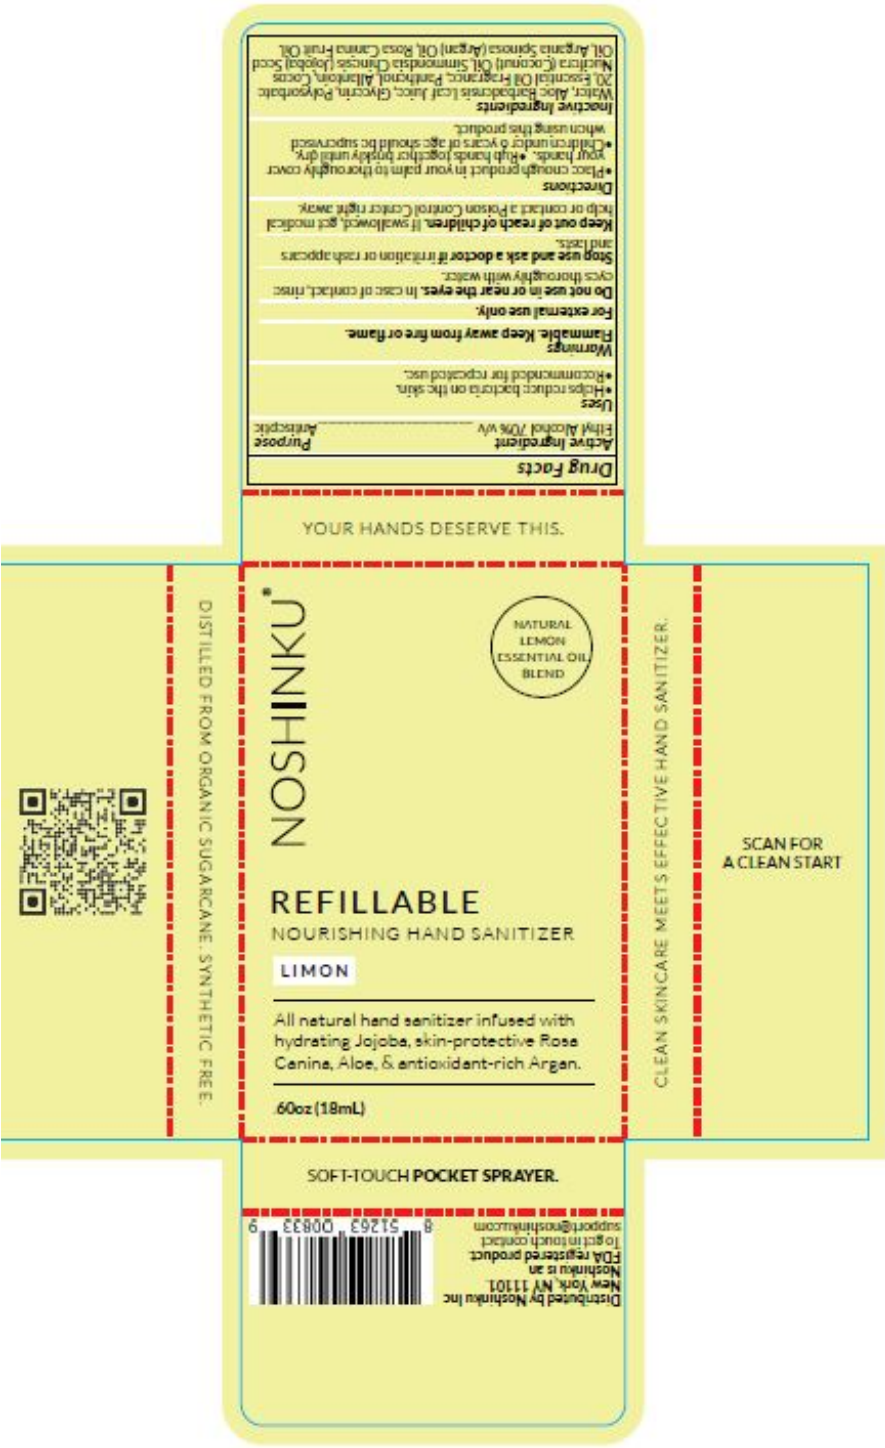 Drug Facts
Active Ingredient Purpose
Ethyl Alcohol 70% v/v Antiseptic
Uses
•Helps reduce bacteria on the skin.
•Recommended for repeated use.
Warnings
Flammable. Keep away from fire or flame.
For external use only.
Do not use in or near the eyes. In case of contact, rinse
eyes thoroughly with water.
Stop use and ask a doctor if irritation or rash appears
and lasts.
Keep out of reach of children. If swallowed, get medical
help or contact a Poison Control Center right away.
Directions
•Place enough product in your palm to thoroughly cover
your hands. •Rub hands together briskly until dry.
•Children under 6 years of age should be supervised
when using this product.
Inactive Ingredients
Water, Aloe Barbadensis Leaf Juice, Glycerin, Polysorbate
20, Essential Oil Fragrance, Panthenol, Allantoin, Cocos
Nucifera (Coconut) Oil, Simmondsia Chinesis (Jojoba) Seed
Oil, Argania Spinosa (Argan) Oil, Rosa Canina Fruit Oil.
YOUR HANDS DESERVE THIS.
DISTILLED FROM ORGANIC SUGARCANE. SYNTHETIC FREE.
NOSHINKU®
NATURAL
LEMON
ESSENTIAL OIL
BLEND
REFILLABLE
NOURISHING HAND SANITIZER
LIMON
All natural hand sanitizer infused with
hydrating Jojoba, skin-protective Rosa
Canina, Aloe, & antioxidant-rich Argan.
.60oz (18mL)
CLEAN SKINCARE MEETS EFFECTIVE HAND SANITIZER.
SCAN FOR
A CLEAN START
SOFT-TOUCH POCKET SPRAYER.
Distributed by Noshinku Inc
New York, NY 11101.
Noshinku is an
FDA registered product.
To get in touch contact
support@noshinku.com
8 51263 00833 9